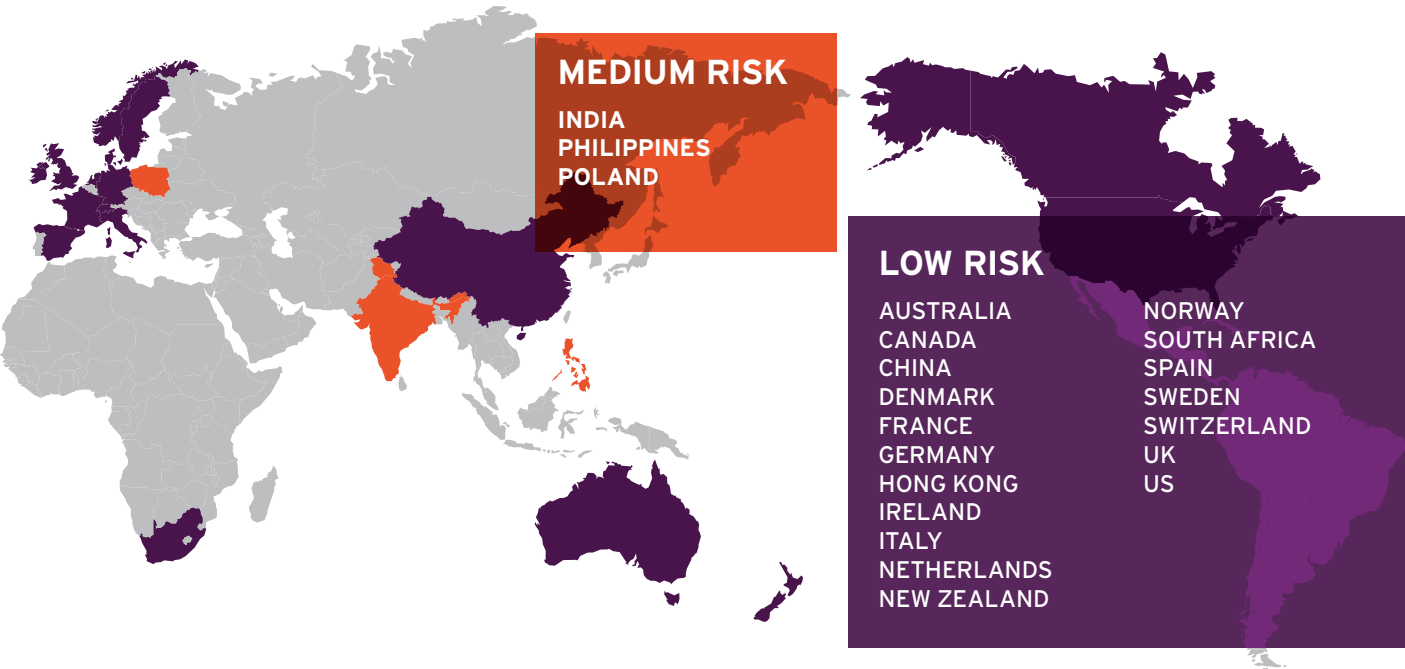 MEDIUM RISK
INDIA
PHILIPPINES
POLAND
LOW RISK
AUSTRALIA
CANADA
CHINA
DENMARK
FRANCE
GERMANY
HONG KONG
IRELAND
ITALY
NETHERLANDS
NEW ZEALAND
NORWAY
SOUTH AFRICA
SPAIN
SWEDEN
SWITZERLAND
UK
US